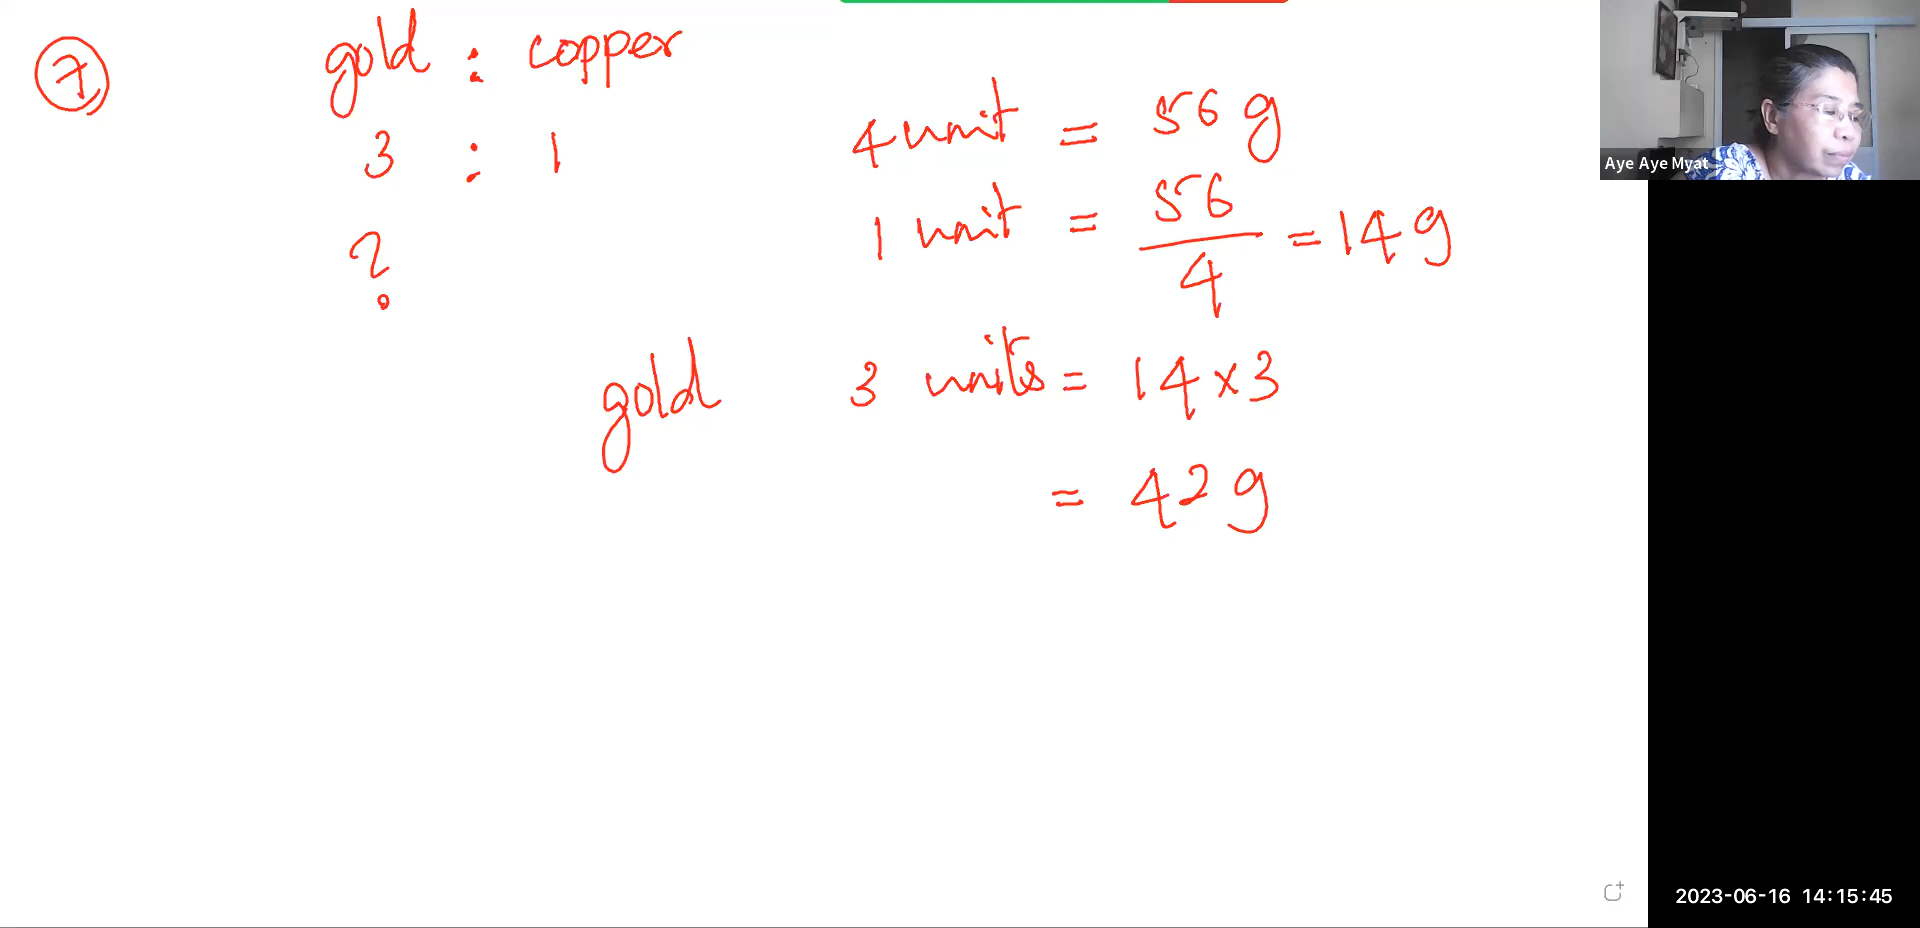 7
gold : copper
3 : 1
?
4 unit = 56 g
1 unit = 56/4 = 14 g
gold 3 units = 14 × 3
= 42 g
Aye Aye Myat
2023-06-16 14:15:45